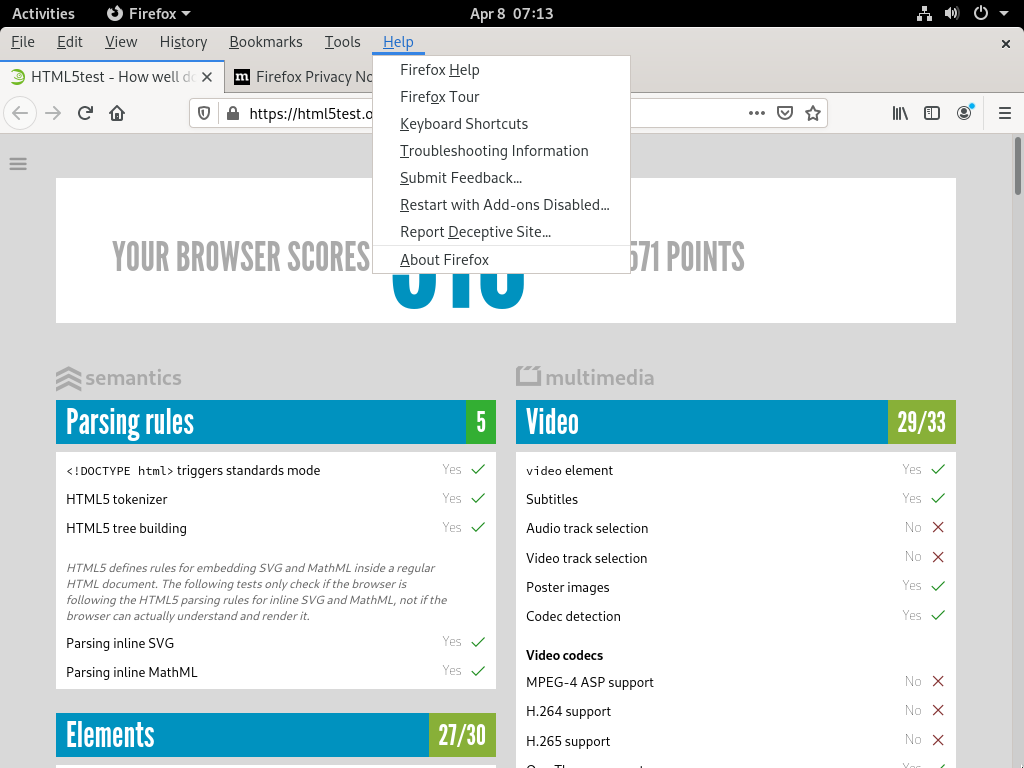 Activities
Firefox
Apr 8 07:13
File Edit View History Bookmarks Tools Help
HTML5test - How well do
Firefox Privacy No
https://html5test.o
Firefox Help
Firefox Tour
Keyboard Shortcuts
Troubleshooting Information
Submit Feedback...
Restart with Add-ons Disabled...
Report Deceptive Site...
About Firefox
YOUR BROWSER SCORES
571 POINTS
semantics
Parsing rules 5
<!DOCTYPE html> triggers standards mode Yes
HTML5 tokenizer Yes
HTML5 tree building Yes
HTML5 defines rules for embedding SVG and MathML inside a regular
HTML document. The following tests only check if the browser is
following the HTML5 parsing rules for inline SVG and MathML, not if the
browser can actually understand and render it.
Parsing inline SVG Yes
Parsing inline MathML Yes
Elements 27/30
multimedia
Video 29/33
video element Yes
Subtitles Yes
Audio track selection No
Video track selection No
Poster images Yes
Codec detection Yes
Video codecs
MPEG-4 ASP support No
H.264 support No
H.265 support No